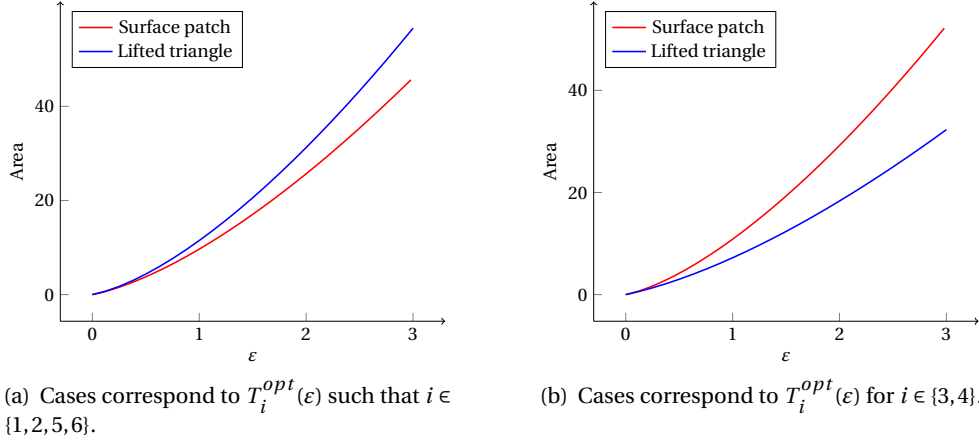 Surface patch
Lifted triangle
40
20
0
Area
0 1 2 3
ε
(a) Cases correspond to T_i^{opt}(ε) such that i ∈
{1,2,5,6}.
Surface patch
Lifted triangle
40
20
0
Area
0 1 2 3
ε
(b) Cases correspond to T_i^{opt}(ε) for i ∈ {3,4}.